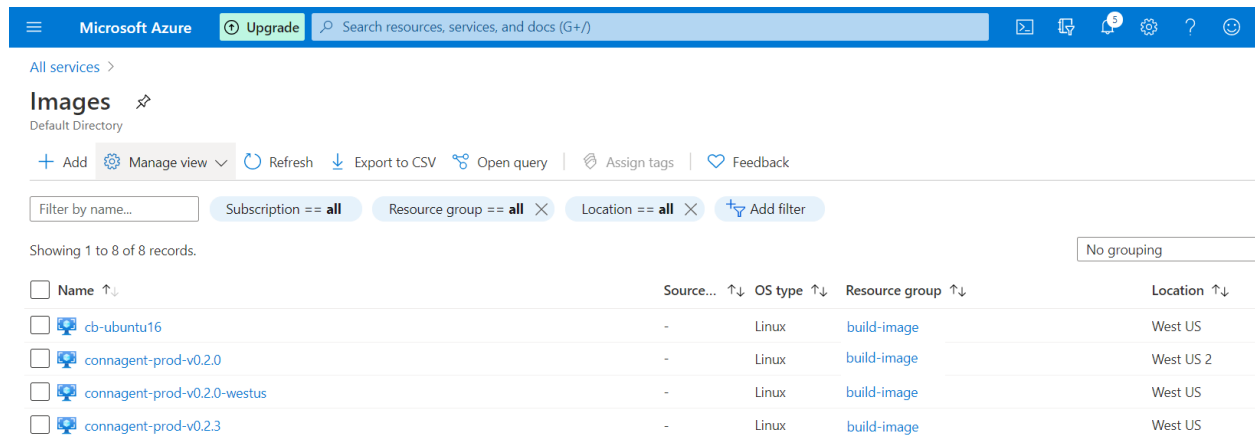 Microsoft Azure Upgrade Search resources, services, and docs (G+/) 5
All services >
Images
Default Directory
Add Manage view Refresh Export to CSV Open query Assign tags Feedback
Filter by name... Subscription == all Resource group == all Location == all Add filter
Showing 1 to 8 of 8 records. No grouping
Name Source... OS type Resource group Location
cb-ubuntu16 - Linux build-image West US
connagent-prod-v0.2.0 - Linux build-image West US 2
connagent-prod-v0.2.0-westus - Linux build-image West US
connagent-prod-v0.2.3 - Linux build-image West US